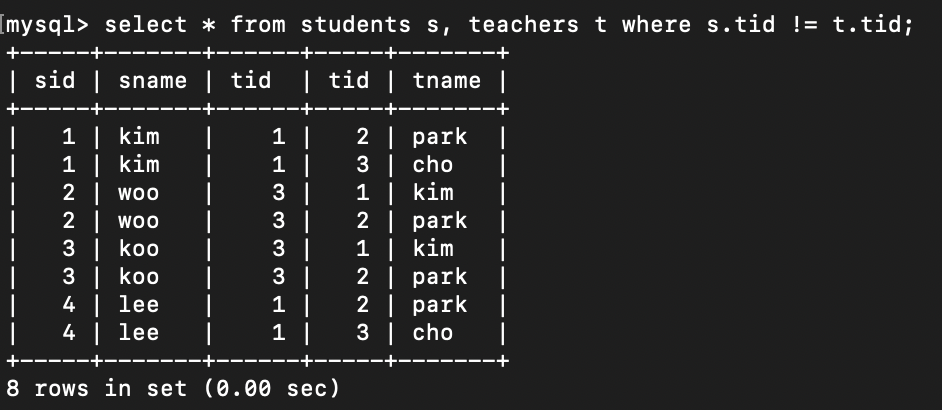 [mysql> select * from students s, teachers t where s.tid != t.tid;
+-----+-------+------+-----+-------+
| sid | sname | tid  | tid | tname |
+-----+-------+------+-----+-------+
|   1 | kim   |    1 |   2 | park  |
|   1 | kim   |    1 |   3 | cho   |
|   2 | woo   |    3 |   1 | kim   |
|   2 | woo   |    3 |   2 | park  |
|   3 | koo   |    3 |   1 | kim   |
|   3 | koo   |    3 |   2 | park  |
|   4 | lee   |    1 |   2 | park  |
|   4 | lee   |    1 |   3 | cho   |
+-----+-------+------+-----+-------+
8 rows in set (0.00 sec)